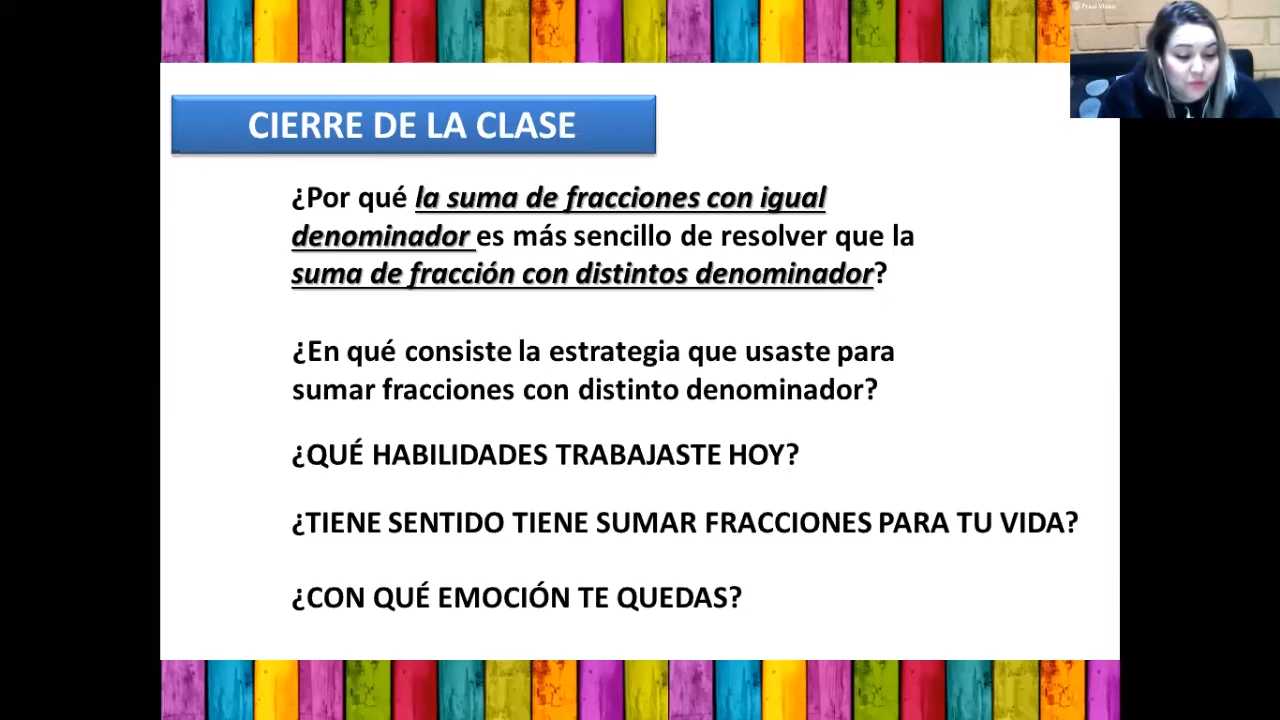 Prezi Video
CIERRE DE LA CLASE
¿Por qué la suma de fracciones con igual
denominador es más sencillo de resolver que la
suma de fracción con distintos denominador?
¿En qué consiste la estrategia que usaste para
sumar fracciones con distinto denominador?
¿QUÉ HABILIDADES TRABAJASTE HOY?
¿TIENE SENTIDO TIENE SUMAR FRACCIONES PARA TU VIDA?
¿CON QUÉ EMOCIÓN TE QUEDAS?